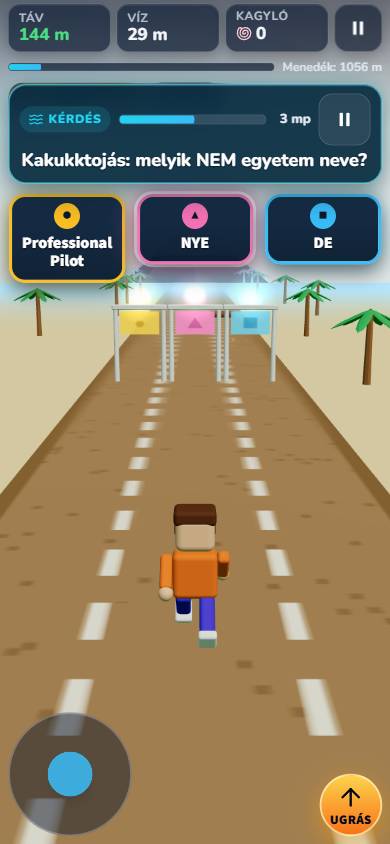 TÁV
144 m
VÍZ
29 m
KAGYLÓ
0
Menedék: 1056 m
KÉRDÉS
3 mp
Kakukktojás: melyik NEM egyetem neve?
Professional
Pilot
NYE
DE
UGRÁS